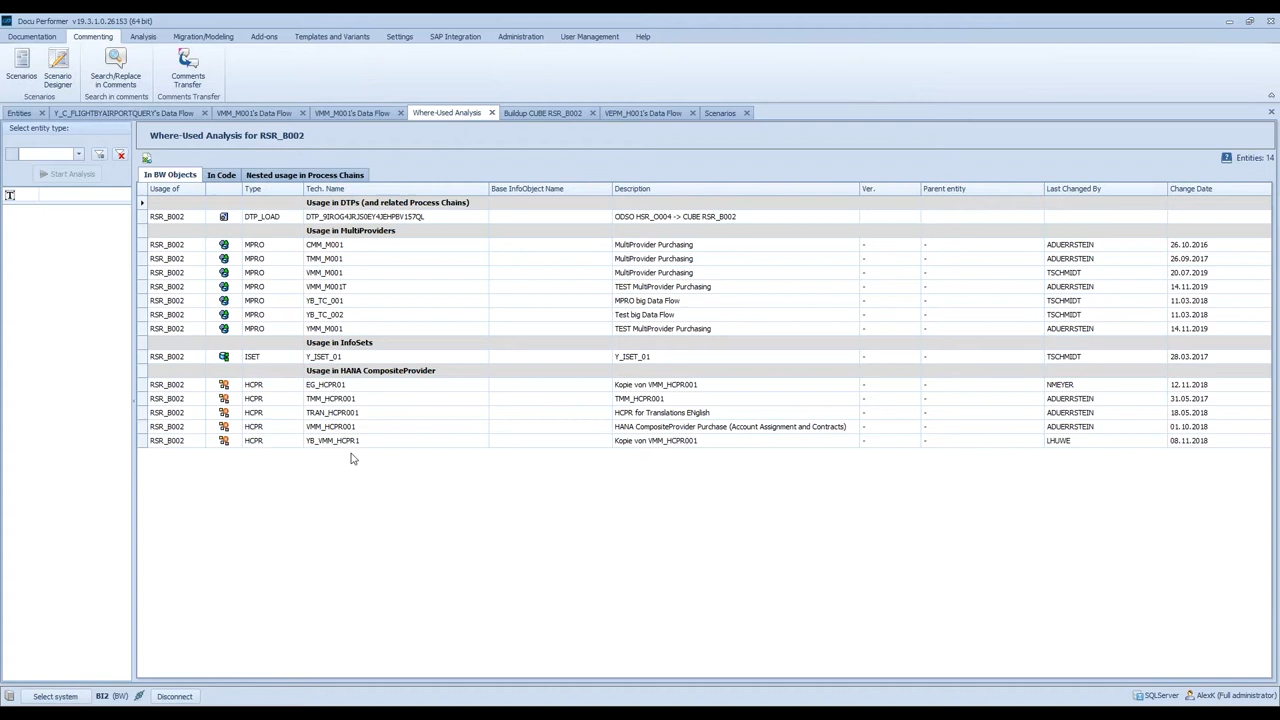 Docu Performer v19.3.1.0.26153 (64 bit)
Documentation Commenting Analysis Migration/Modeling Add-ons Templates and Variants Settings SAP Integration Administration User Management Help
Scenarios Scenario Designer Search/Replace in Comments Comments Transfer
Scenarios Search in comments Comments Transfer
Entities Y_C_FLIGHTBYAIRPORTQUERY's Data Flow VMM_M001's Data Flow VMM_M001's Data Flow Where-Used Analysis Buildup CUBE RSR_B002 VEPM_H001's Data Flow Scenarios
Select entity type:
Start Analysis
Where-Used Analysis for RSR_B002
Entities: 14
In BW Objects In Code Nested usage in Process Chains
Usage of Type Tech. Name Base InfoObject Name Description Ver. Parent entity Last Changed By Change Date
Usage in DTPs (and related Process Chains)
RSR_B002 DTP_LOAD DTP_9IROG4JRJS0EY4JEHPBV157QL ODSO HSR_O004 -> CUBE RSR_B002
Usage in MultiProviders
RSR_B002 MPRO CMM_M001 MultiProvider Purchasing - - ADUERRSTEIN 26.10.2016
RSR_B002 MPRO TMM_M001 MultiProvider Purchasing - - ADUERRSTEIN 26.09.2017
RSR_B002 MPRO VMM_M001 MultiProvider Purchasing - - TSCHMIDT 20.07.2019
RSR_B002 MPRO VMM_M001T TEST MultiProvider Purchasing - - ADUERRSTEIN 14.11.2019
RSR_B002 MPRO YB_TC_001 MPRO big Data Flow - - TSCHMIDT 11.03.2018
RSR_B002 MPRO YB_TC_002 Test big Data Flow - - TSCHMIDT 11.03.2018
RSR_B002 MPRO YMM_M001 TEST MultiProvider Purchasing - - ADUERRSTEIN 14.11.2019
Usage in InfoSets
RSR_B002 ISET Y_ISET_01 Y_ISET_01 - - TSCHMIDT 28.03.2017
Usage in HANA CompositeProvider
RSR_B002 HCPR EG_HCPR01 Kopie von VMM_HCPR001 - - NMEYER 12.11.2018
RSR_B002 HCPR TMM_HCPR001 TMM_HCPR001 - - ADUERRSTEIN 31.05.2017
RSR_B002 HCPR TRAN_HCPR001 HCPR for Translations ENglish - - ADUERRSTEIN 18.05.2018
RSR_B002 HCPR VMM_HCPR001 HANA CompositeProvider Purchase (Account Assignment and Contracts) - - ADUERRSTEIN 01.10.2018
RSR_B002 HCPR YB_VMM_HCPR1 Kopie von VMM_HCPR001 - - LHUWE 08.11.2018
Select system BI2 (BW) Disconnect SQLServer AlexK (Full administrator)